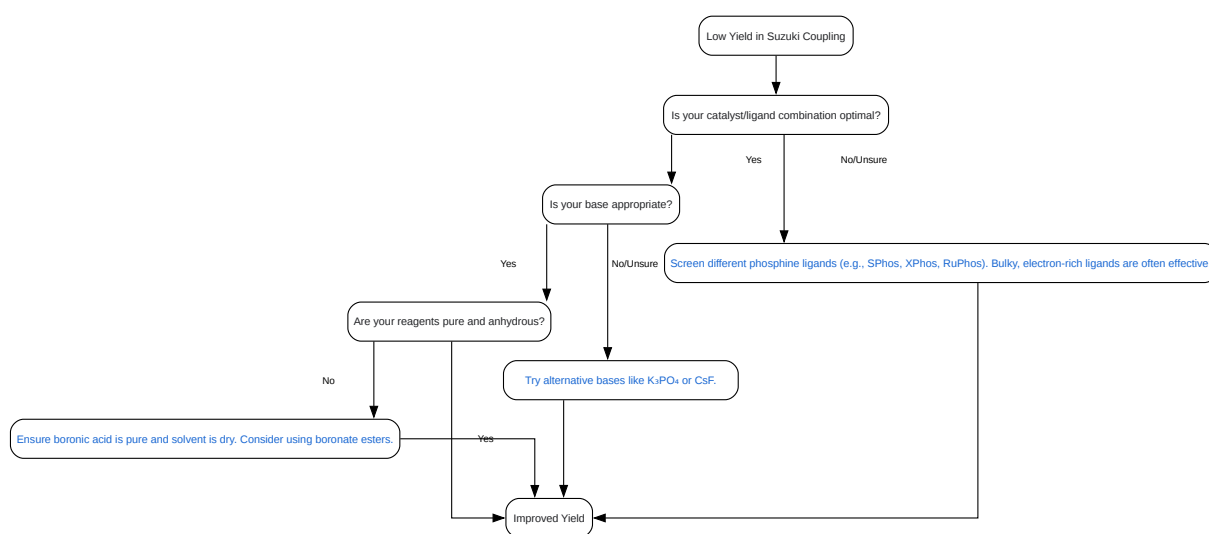 Low Yield in Suzuki Coupling
Is your catalyst/ligand combination optimal?
Yes
No/Unsure
Is your base appropriate?
Yes
No/Unsure
Screen different phosphine ligands (e.g., SPhos, XPhos, RuPhos). Bulky, electron-rich ligands are often effective
Are your reagents pure and anhydrous?
No
Try alternative bases like K₃PO₄ or CsF.
Ensure boronic acid is pure and solvent is dry. Consider using boronate esters.
Yes
Improved Yield